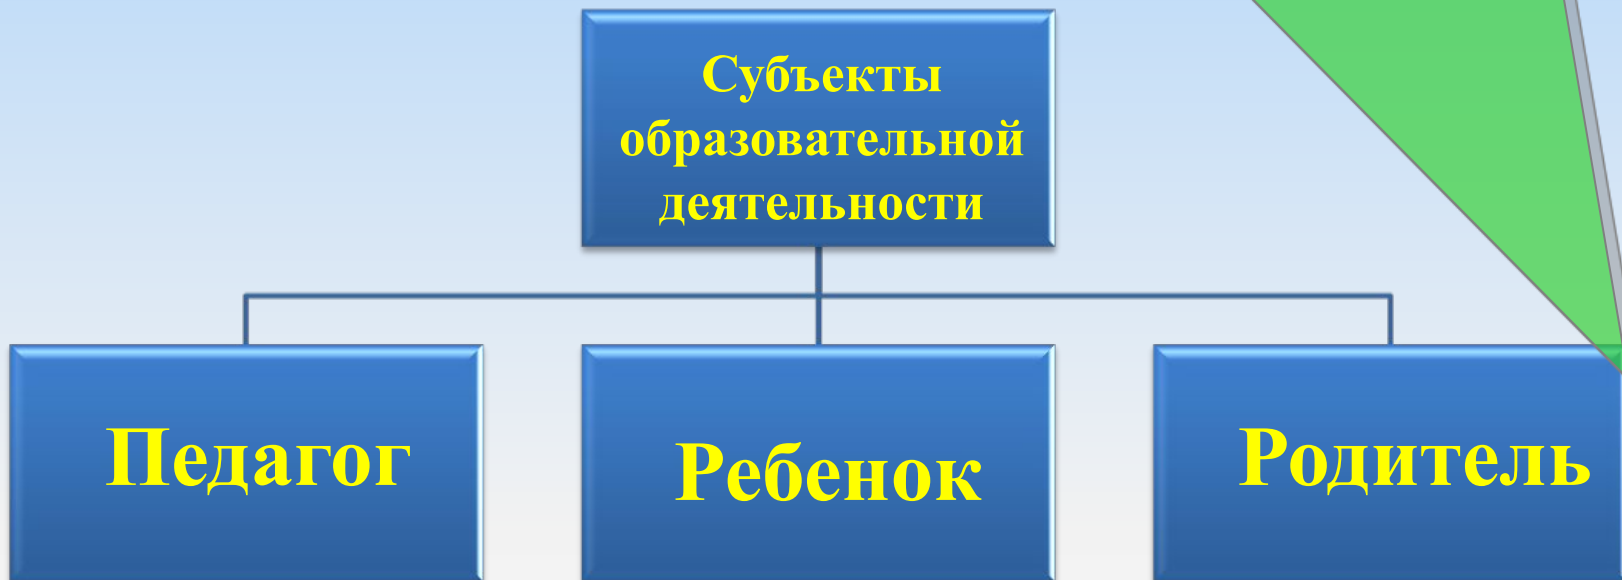 Субъекты
образовательной
деятельности
Педагог
Ребенок
Родитель